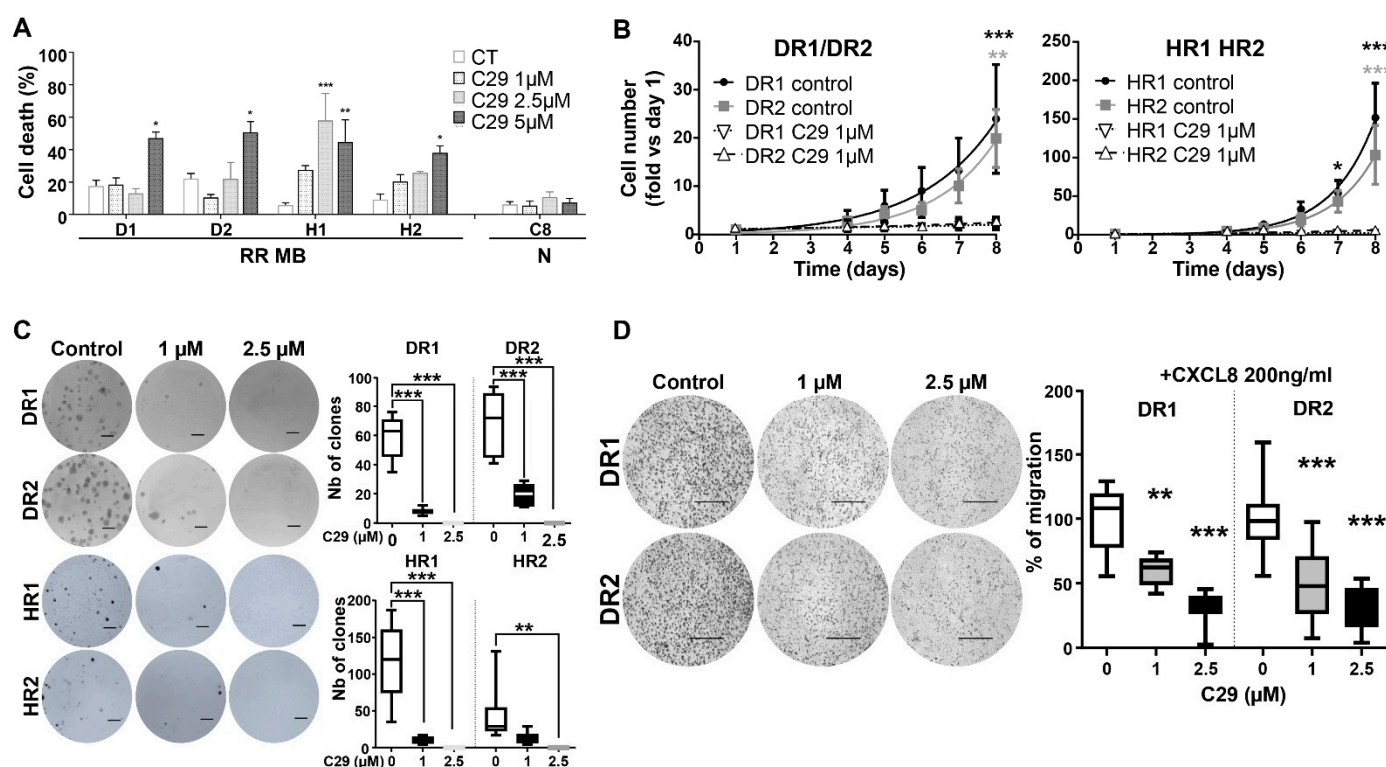 A
Cell death (%)
100
80
60
40
20
0
CT
C29 1µM
C29 2.5µM
C29 5µM
*
*
***
**
*
D1 D2 H1 H2 C8
RR MB N
B
DR1/DR2
Cell number
(fold vs day 1)
40
30
20
10
0
DR1 control
DR2 control
DR1 C29 1µM
DR2 C29 1µM
***
**
0 1 2 3 4 5 6 7 8
Time (days)
HR1 HR2
250
200
150
100
50
0
HR1 control
HR2 control
HR1 C29 1µM
HR2 C29 1µM
*
***
***
0 1 2 3 4 5 6 7 8
Time (days)
C
Control 1 µM 2.5 µM
DR1
DR2
HR1
HR2
DR1 DR2
Nb of clones
100
80
60
40
20
0
***
***
***
***
C29 (µM) 0 1 2.5 0 1 2.5
HR1 HR2
Nb of clones
200
150
100
50
0
***
***
**
C29 (µM) 0 1 2.5 0 1 2.5
D
Control 1 µM 2.5 µM
DR1
DR2
+CXCL8 200ng/ml
DR1 DR2
% of migration
200
150
100
50
0
**
***
***
***
0 1 2.5 0 1 2.5
C29 (µM)